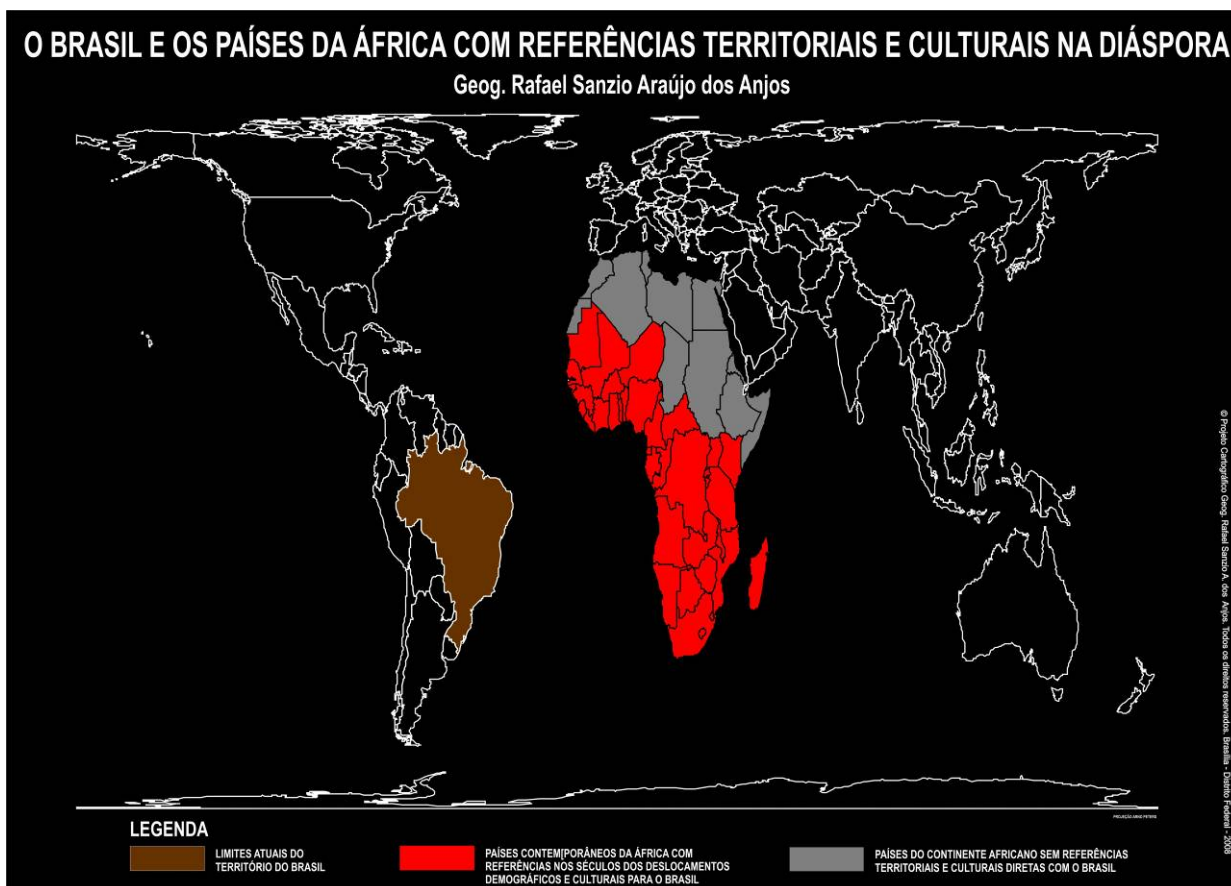 O BRASIL E OS PAÍSES DA ÁFRICA COM REFERÊNCIAS TERRITORIAIS E CULTURAIS NA DIÁSPORA
Geog. Rafael Sanzio Araújo dos Anjos
© Projeto Cartográfico Geog. Rafael Sanzio A. dos Anjos. Todos os direitos reservados. Brasília - Distrito Federal - 2008
PROJEÇÃO ARNO PETERS
LEGENDA
LIMITES ATUAIS DO
TERRITÓRIO DO BRASIL
PAÍSES CONTEM[PORÂNEOS DA ÁFRICA COM
REFERÊNCIAS NOS SÉCULOS DOS DESLOCAMENTOS
DEMOGRÁFICOS E CULTURAIS PARA O BRASIL
PAÍSES DO CONTINENTE AFRICANO SEM REFERÊNCIAS
TERRITORIAIS E CULTURAIS DIRETAS COM O BRASIL